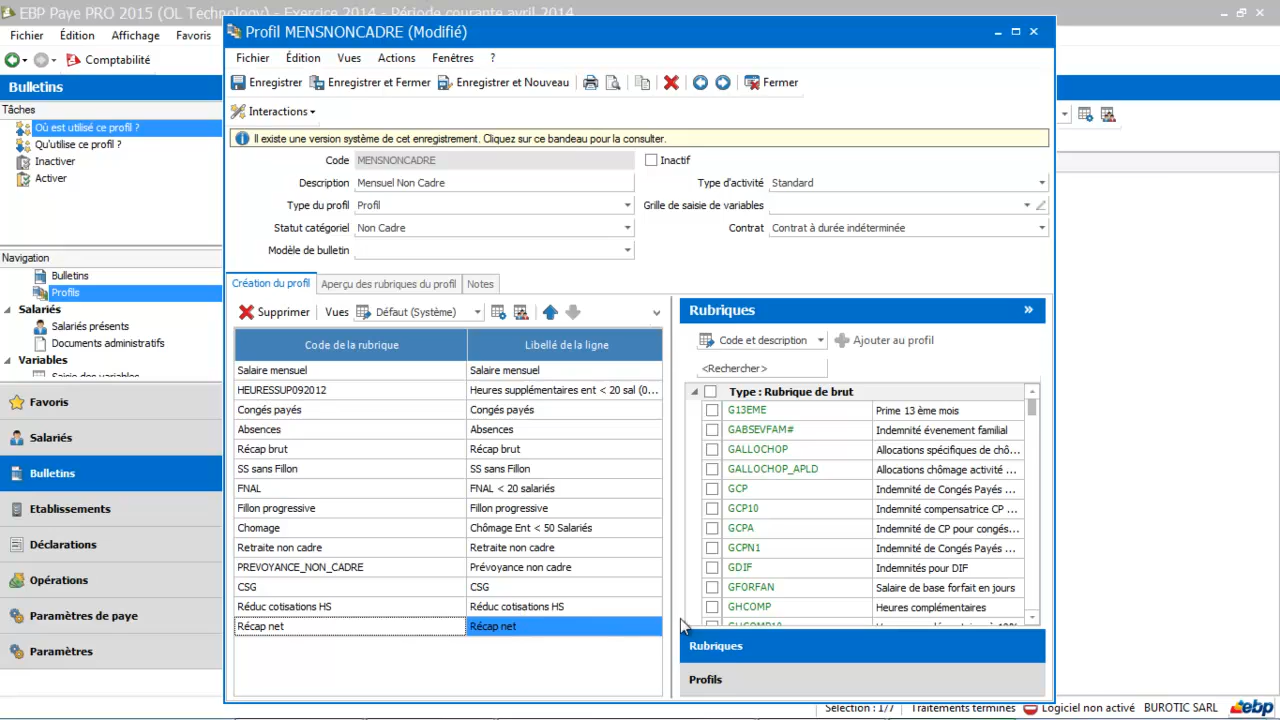 EBP Paye PRO 2015 (OL Technology) - Exercice 2014 - Période courante avril 2014
Fichier Édition Affichage Favoris
Comptabilité
Bulletins
Tâches
Où est utilisé ce profil ?
Qu'utilise ce profil ?
Inactiver
Activer
Navigation
Bulletins
Profils
Salariés
Salariés présents
Documents administratifs
Variables
Saisie des variables
Favoris
Salariés
Bulletins
Etablissements
Déclarations
Opérations
Paramètres de paye
Paramètres
Profil MENSNONCADRE (Modifié)
Fichier Édition Vues Actions Fenêtres ?
Enregistrer Enregistrer et Fermer Enregistrer et Nouveau Fermer
Interactions
Il existe une version système de cet enregistrement. Cliquez sur ce bandeau pour la consulter.
Code MENSNONCADRE Inactif
Description Mensuel Non Cadre Type d'activité Standard
Type du profil Profil Grille de saisie de variables
Statut catégoriel Non Cadre Contrat Contrat à durée indéterminée
Modèle de bulletin
Création du profil Aperçu des rubriques du profil Notes
Supprimer Vues Défaut (Système)
Code de la rubrique Libellé de la ligne
Salaire mensuel Salaire mensuel
HEURESSUP092012 Heures supplémentaires ent < 20 sal (0...
Congés payés Congés payés
Absences Absences
Récap brut Récap brut
SS sans Fillon SS sans Fillon
FNAL FNAL < 20 salariés
Fillon progressive Fillon progressive
Chomage Chômage Ent < 50 Salariés
Retraite non cadre Retraite non cadre
PREVOYANCE_NON_CADRE Prévoyance non cadre
CSG CSG
Réduc cotisations HS Réduc cotisations HS
Récap net Récap net
Rubriques »
Code et description Ajouter au profil
<Rechercher>
Type : Rubrique de brut
G13EME Prime 13 ème mois
GABSEVFAM# Indemnité évenement familial
GALLOCHOP Allocations spécifiques de chô...
GALLOCHOP_APLD Allocations chômage activité ...
GCP Indemnité de Congés Payés ...
GCP10 Indemnité compensatrice CP ...
GCPA Indemnité de CP pour congés...
GCPN1 Indemnité de Congés Payés ...
GDIF Indemnités pour DIF
GFORFAN Salaire de base forfait en jours
GHCOMP Heures complémentaires
Rubriques
Profils
Sélection : 1/7 Traitements terminés Logiciel non activé BUROTIC SARL ebp